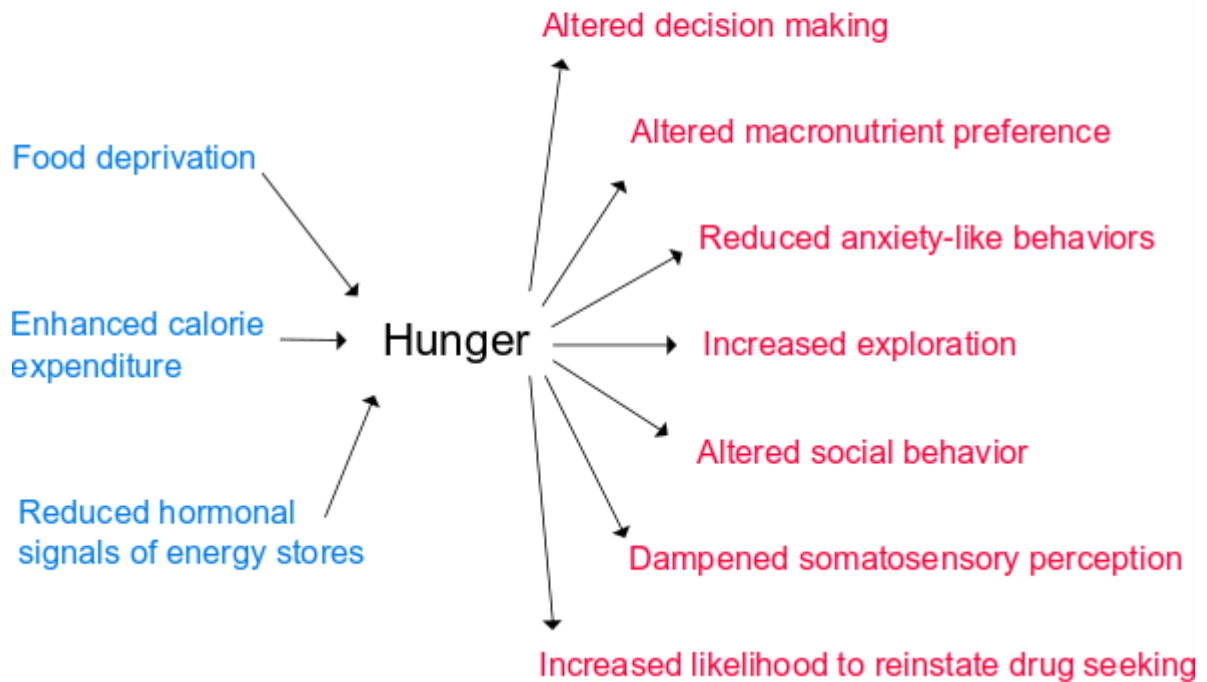 Altered decision making
Altered macronutrient preference
Food deprivation
Reduced anxiety-like behaviors
Enhanced calorie
expenditure
Hunger
Increased exploration
Altered social behavior
Reduced hormonal
signals of energy stores
Dampened somatosensory perception
Increased likelihood to reinstate drug seeking